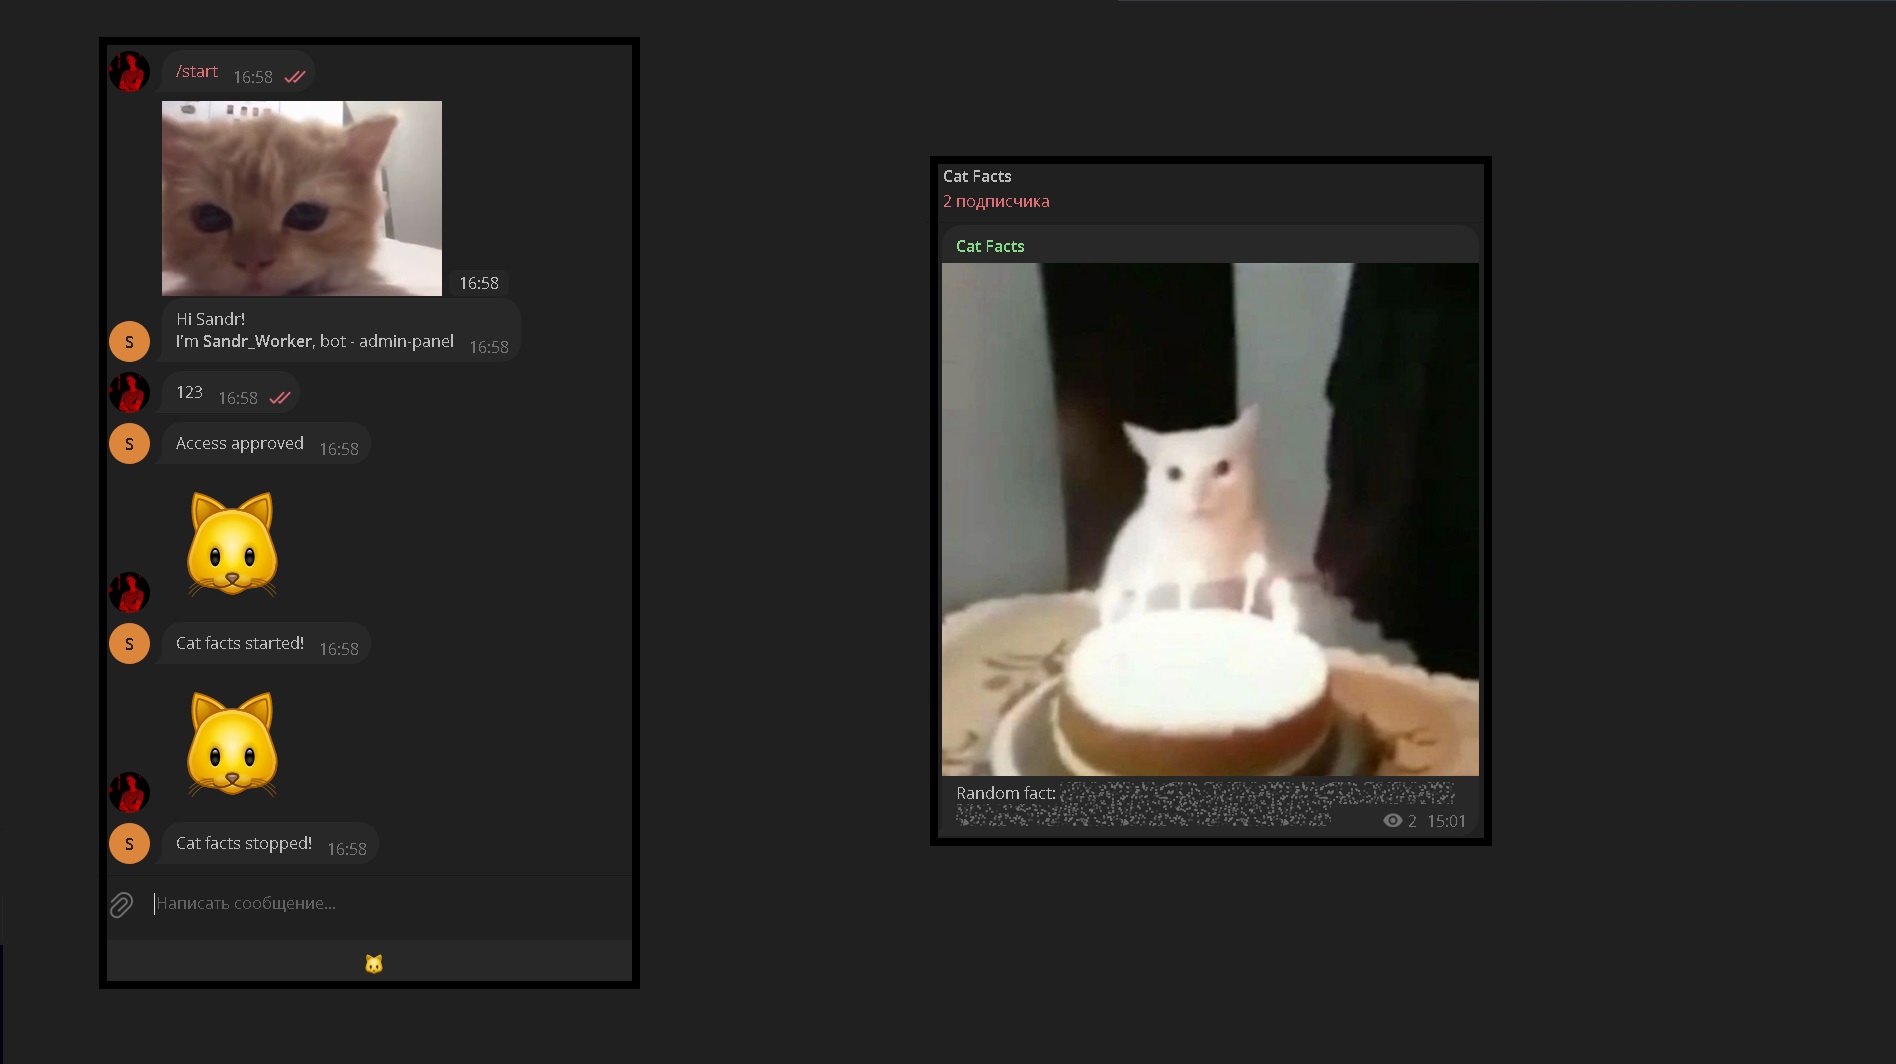 /start 16:58
16:58
Hi Sandr!
I'm Sandr_Worker, bot - admin-panel 16:58
S
123 16:58
S
Access approved 16:58
S
Cat facts started! 16:58
S
Cat facts stopped! 16:58
Написать сообщение...
Cat Facts
2 подписчика
Cat Facts
Random fact:
2 15:01